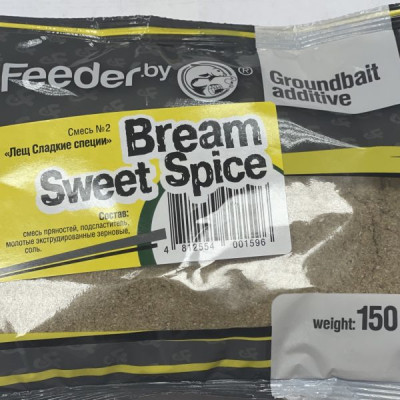 Feeder.by ®
Groundbait
additive
Смесь №2
«Лещ Сладкие специи»
Bream
Sweet Spice
Состав:
смесь пряностей, подсластитель,
молотые экструдированные зерновые,
соль.
4 812554 001596
weight: 150